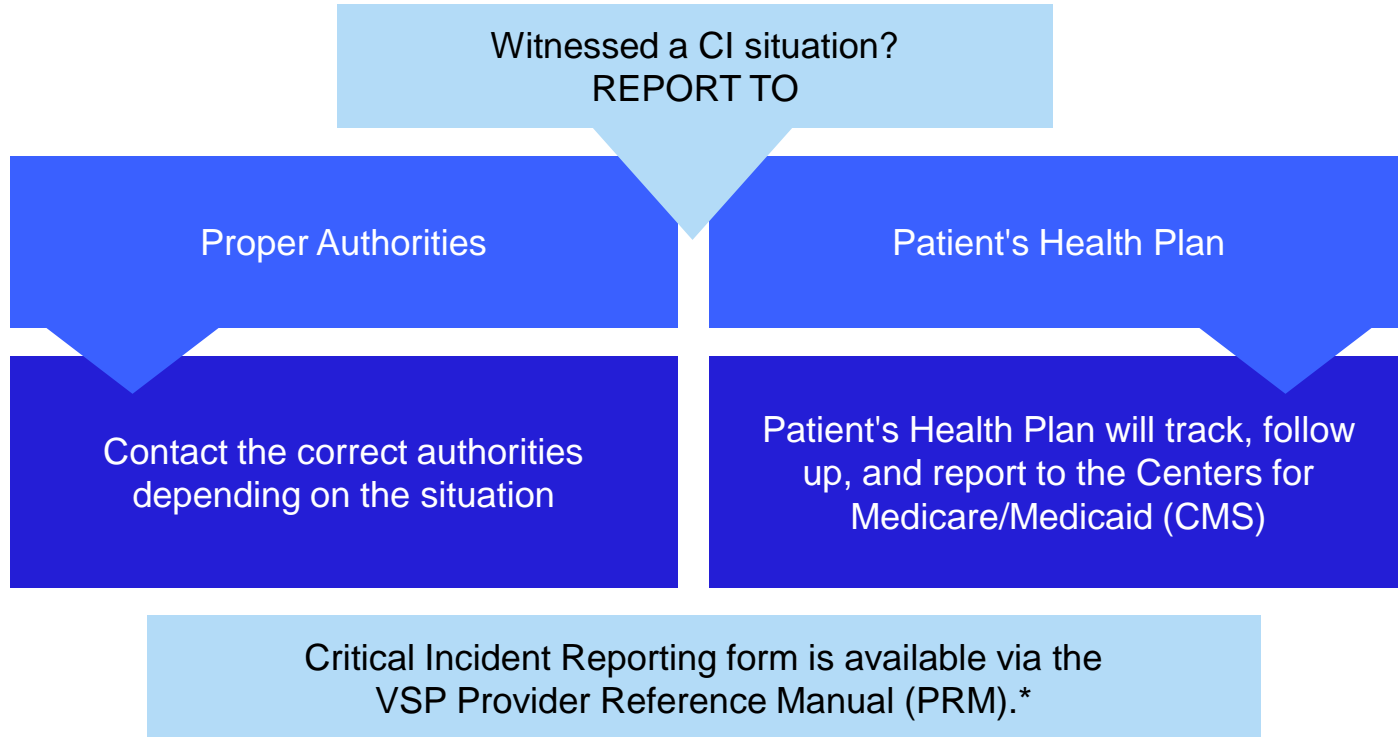 Witnessed a CI situation?
REPORT TO
Proper Authorities
Patient's Health Plan
Contact the correct authorities
depending on the situation
Patient's Health Plan will track, follow
up, and report to the Centers for
Medicare/Medicaid (CMS)
Critical Incident Reporting form is available via the
VSP Provider Reference Manual (PRM).*